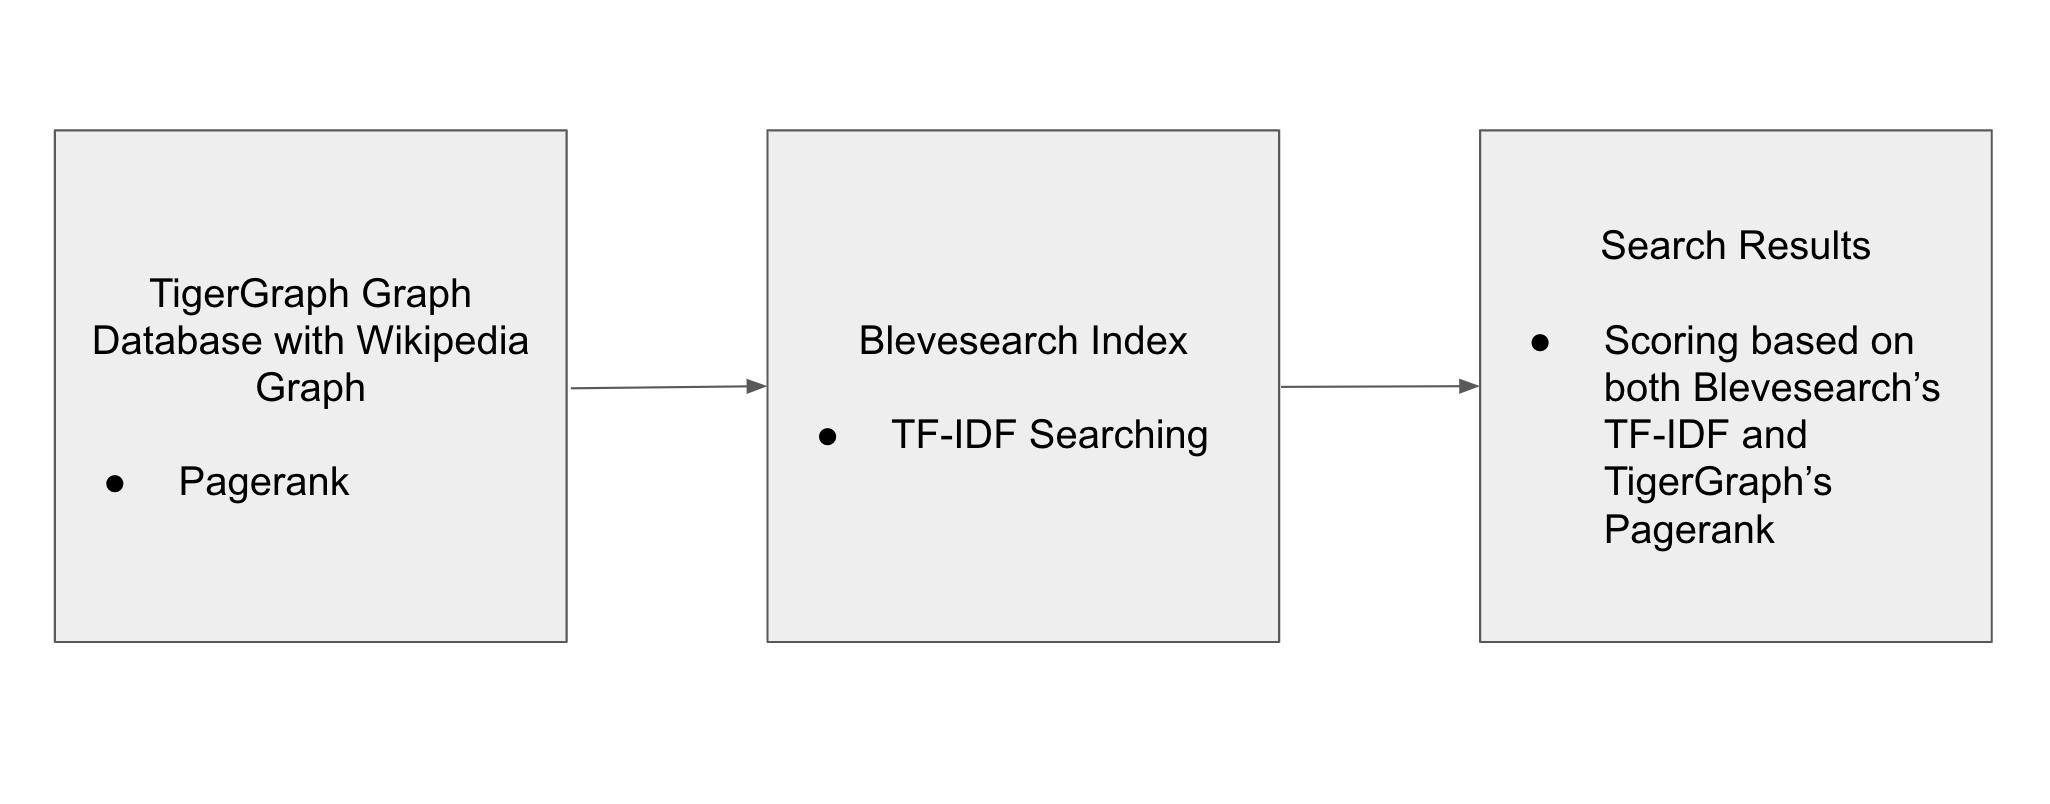 TigerGraph Graph
Database with Wikipedia
Graph
● Pagerank
Blevesearch Index
● TF-IDF Searching
Search Results
● Scoring based on
both Blevesearch’s
TF-IDF and
TigerGraph’s
Pagerank